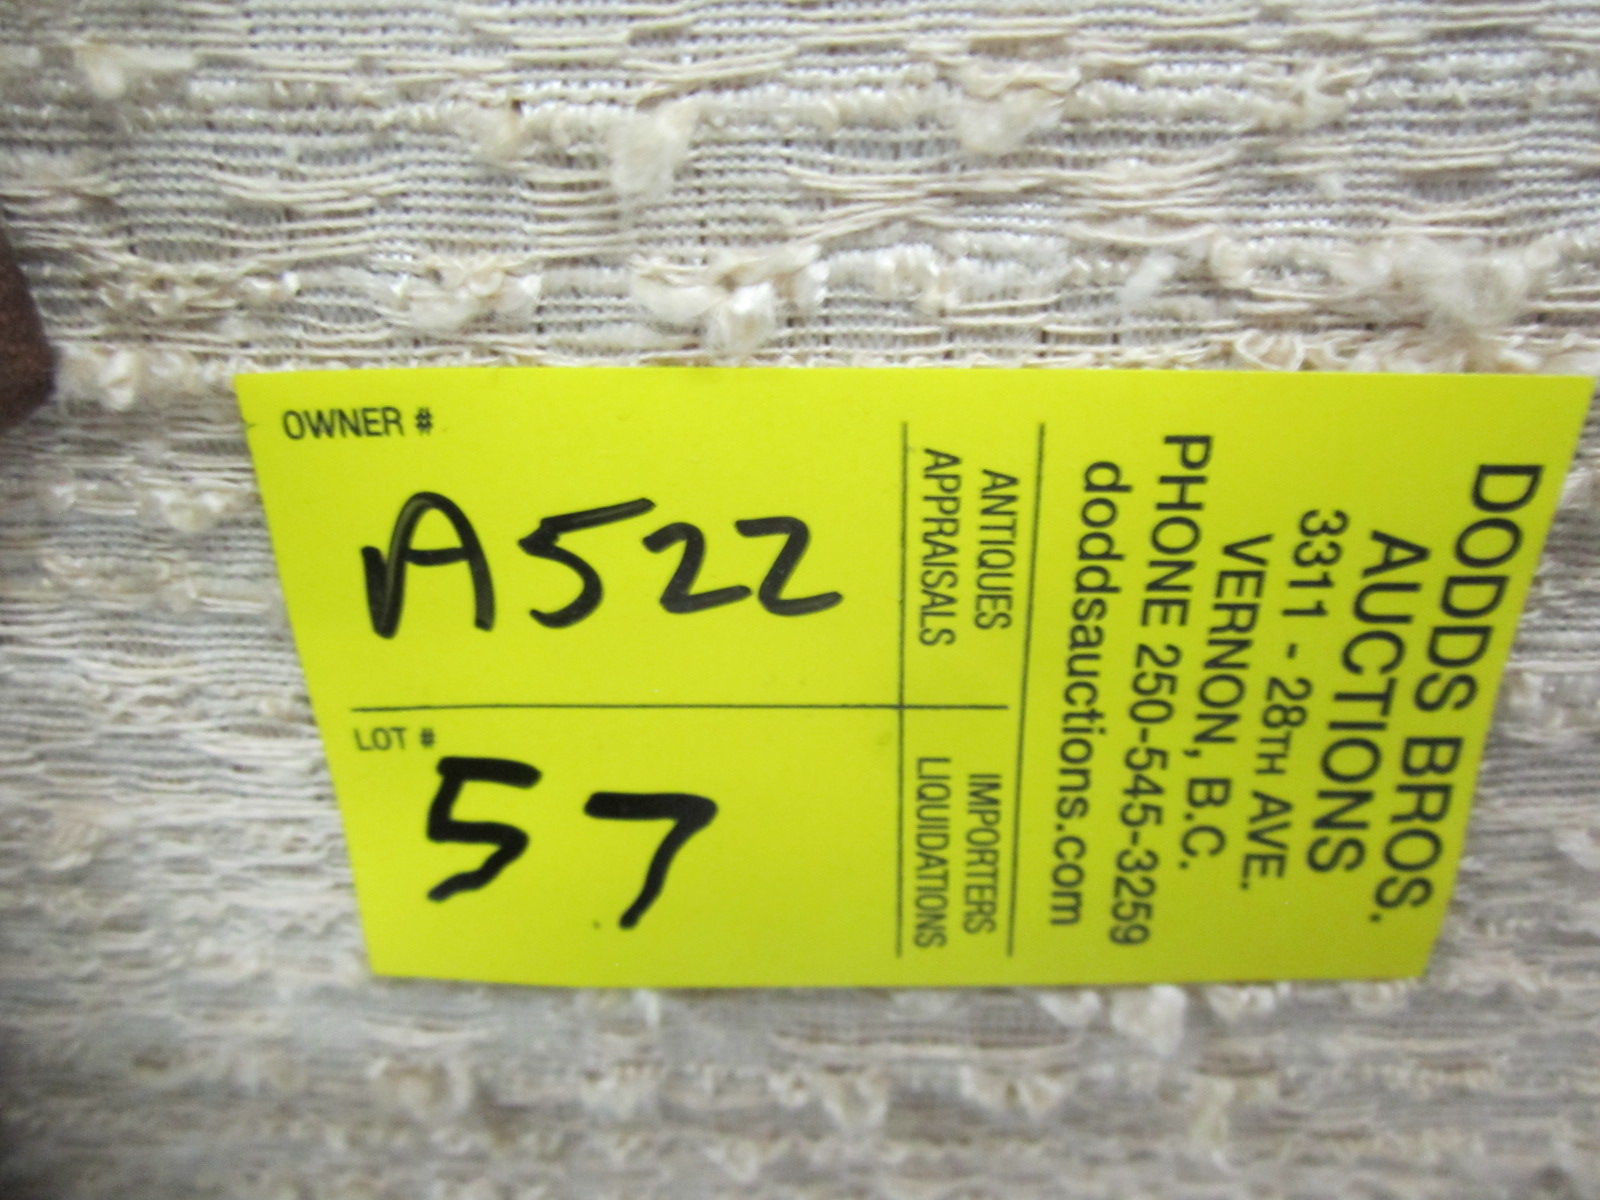 OWNER #
A522
LOT #
57
DODDS BROS.
AUCTIONS
3311 - 28TH AVE.
VERNON, B.C.
PHONE 250-545-3259
doddsauctions.com
ANTIQUES
APPRAISALS
IMPORTERS
LIQUIDATIONS